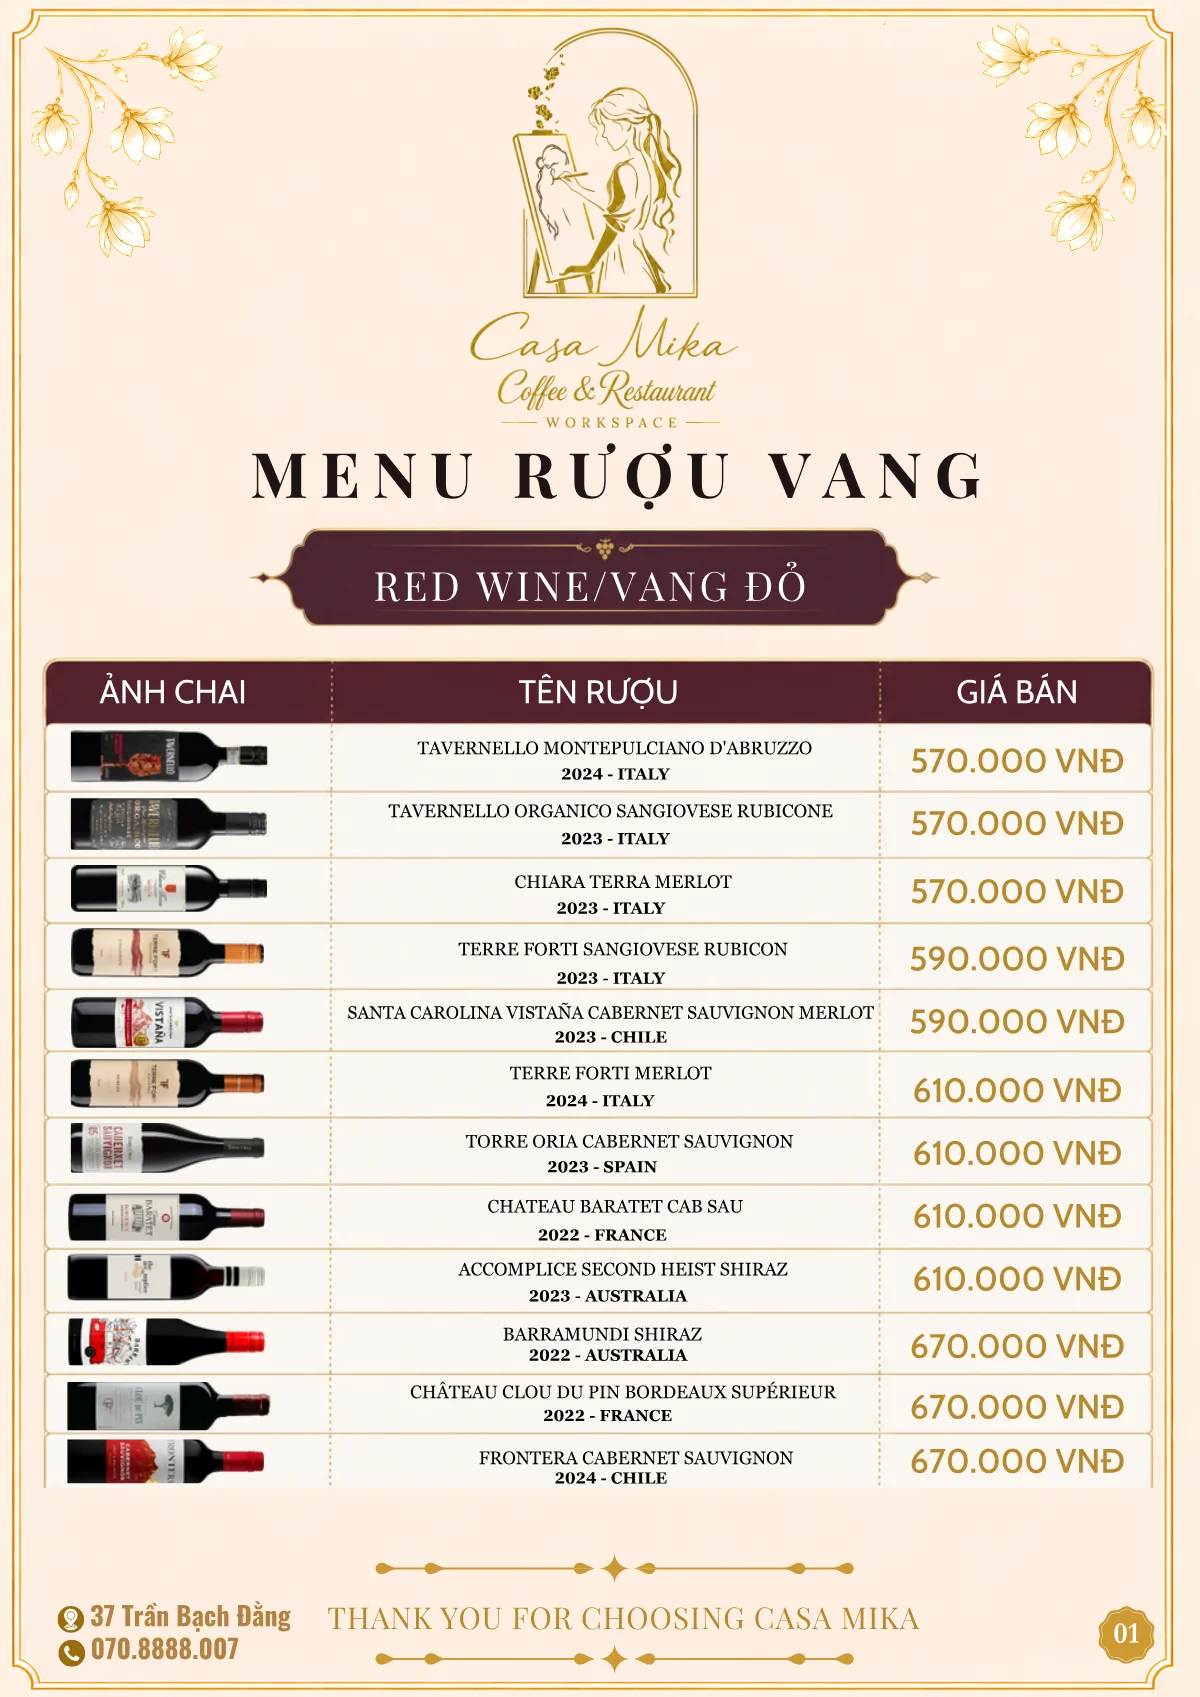 Casa Mika
Coffee & Restaurant
WORKSPACE
MENU RƯỢU VANG
RED WINE/VANG ĐỎ
ẢNH CHAI TÊN RƯỢU GIÁ BÁN
TAVERNELLO MONTEPULCIANO D'ABRUZZO
2024 - ITALY
570.000 VNĐ
TAVERNELLO ORGANICO SANGIOVESE RUBICONE
2023 - ITALY
570.000 VNĐ
CHIARA TERRA MERLOT
2023 - ITALY
570.000 VNĐ
TERRE FORTI SANGIOVESE RUBICON
2023 - ITALY
590.000 VNĐ
VISTAÑA
SANTA CAROLINA VISTAÑA CABERNET SAUVIGNON MERLOT
2023 - CHILE
590.000 VNĐ
TERRE FORTI MERLOT
2024 - ITALY
610.000 VNĐ
CABERNET
SAUVIGNON
TORRE ORIA CABERNET SAUVIGNON
2023 - SPAIN
610.000 VNĐ
BARATET
CHATEAU BARATET CAB SAU
2022 - FRANCE
610.000 VNĐ
ACCOMPLICE SECOND HEIST SHIRAZ
2023 - AUSTRALIA
610.000 VNĐ
BARRAMUNDI SHIRAZ
2022 - AUSTRALIA
670.000 VNĐ
CHÂTEAU CLOU DU PIN BORDEAUX SUPÉRIEUR
2022 - FRANCE
670.000 VNĐ
CABERNET
SAUVIGNON
FRONTERA CABERNET SAUVIGNON
2024 - CHILE
670.000 VNĐ
37 Trần Bạch Đằng
070.8888.007
THANK YOU FOR CHOOSING CASA MIKA
01